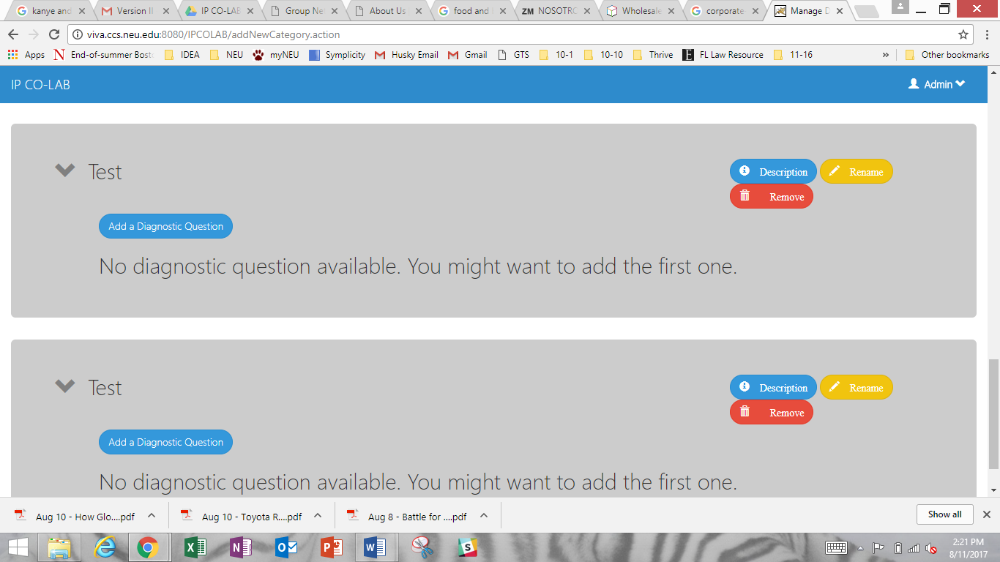 kanye and
Version II
IP CO-LAB
Group Net
About Us
food and
ZM NOSOTRO
Wholesale
corporate
Manage D
viva.ccs.neu.edu:8080/IPCOLAB/addNewCategory.action
Apps
N End-of-summer Bost
IDEA
NEU
myNEU
Symplicity
Husky Email
Gmail
GTS
10-1
10-10
Thrive
E FL Law Resource
11-16
» Other bookmarks
IP CO-LAB
Admin
Test
Description
Rename
Remove
Add a Diagnostic Question
No diagnostic question available. You might want to add the first one.
Test
Description
Rename
Remove
Add a Diagnostic Question
No diagnostic question available. You might want to add the first one.
Aug 10 - How Glo....pdf
Aug 10 - Toyota R....pdf
Aug 8 - Battle for ....pdf
Show all
2:21 PM
8/11/2017